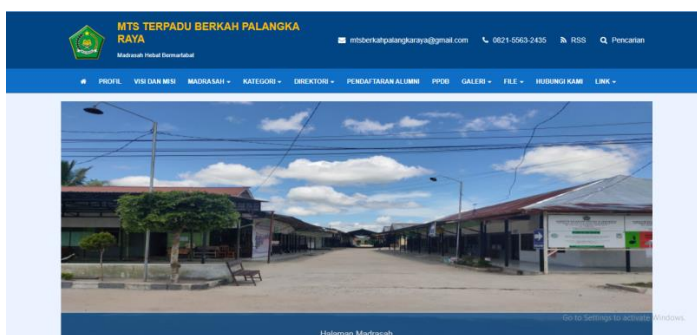 MTS TERPADU BERKAH PALANGKA
RAYA
Madrasah Hebat Bermartabat
mtsberkahpalangkaraya@gmail.com 0821-5563-2435 RSS Pencarian
PROFIL VISI DAN MISI MADRASAH KATEGORI DIREKTORI PENDAFTARAN ALUMNI PPDB GALERI FILE HUBUNGI KAMI LINK
Go to Settings to activate Windows.
Halaman Madrasah